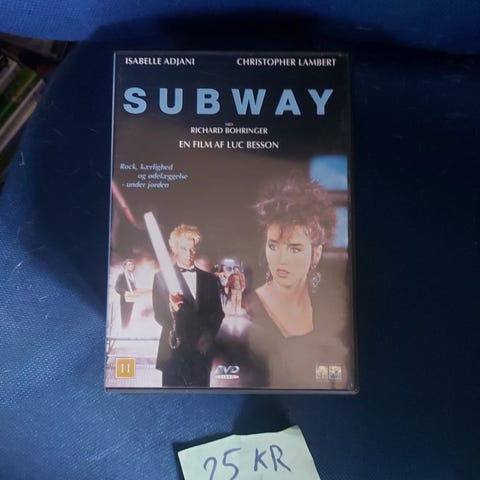 ISABELLE ADJANI CHRISTOPHER LAMBERT
SUBWAY
MED
RICHARD BOHRINGER
EN FILM AF LUC BESSON
Rock, kærlighed
og ødelæggelse
- under jorden
11
DVD
VIDEO
25 KR